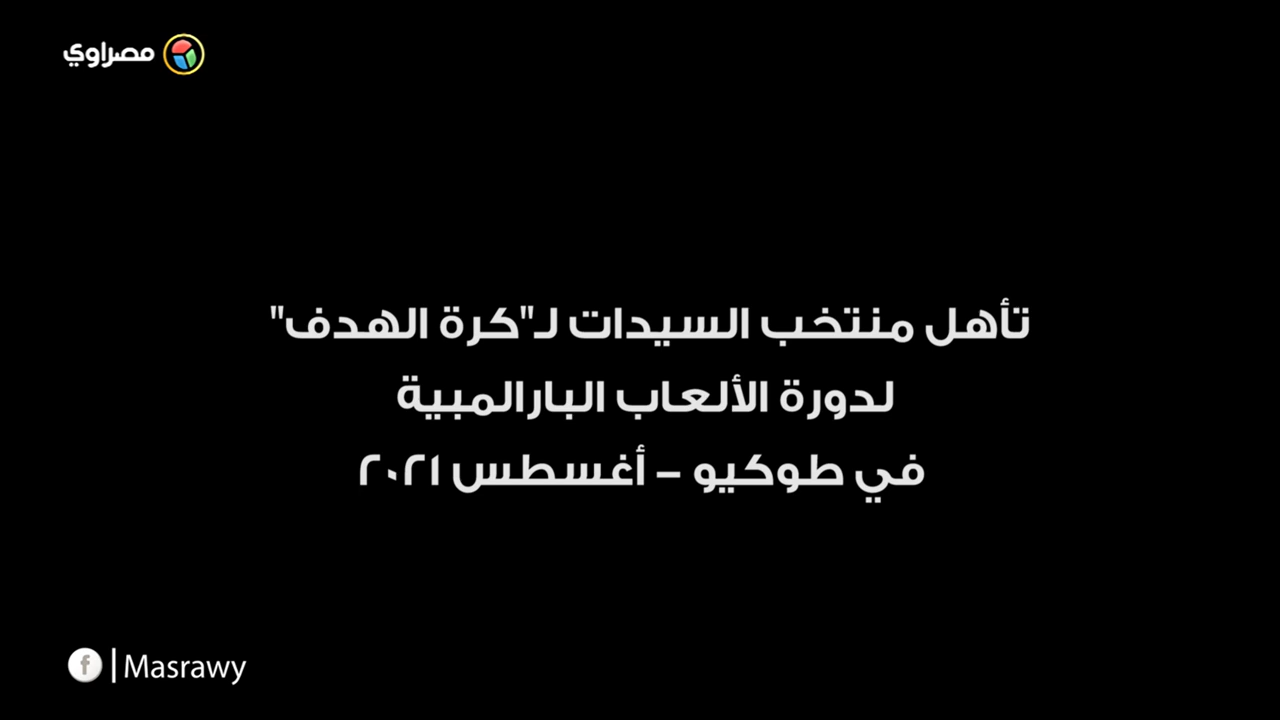 مصراوي
تأهل منتخب السيدات لـ"كرة الهدف"
لدورة الألعاب البارالمبية
في طوكيو – أغسطس ٢٠٢١
f | Masrawy